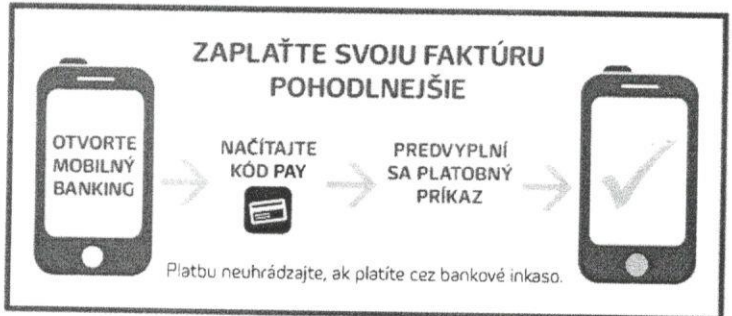 ZAPLAŤTE SVOJU FAKTÚRU
POHODLNEJŠIE
OTVORTE
MOBILNÝ
BANKING
NAČÍTAJTE
KÓD PAY
PREDVYPLNÍ
SA PLATOBNÝ
PRÍKAZ
Platbu neuhrádzajte, ak platíte cez bankové inkaso.